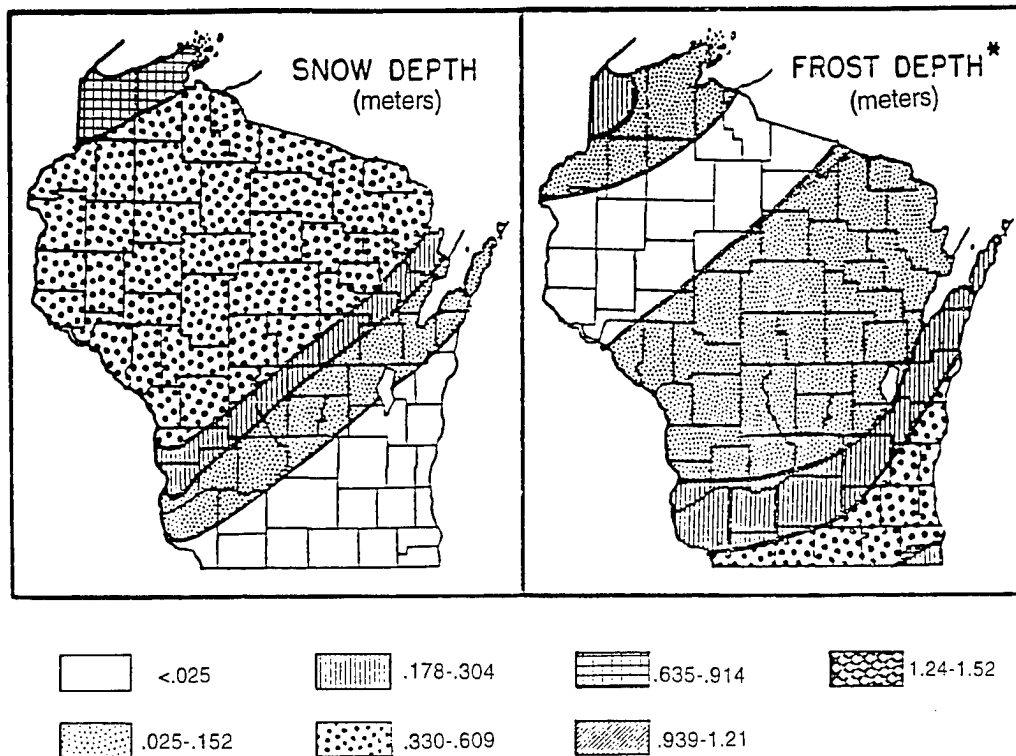 SNOW DEPTH
(meters)
FROST DEPTH*
(meters)
<.025
.178-.304
.635-.914
1.24-1.52
.025-.152
.330-.609
.939-1.21